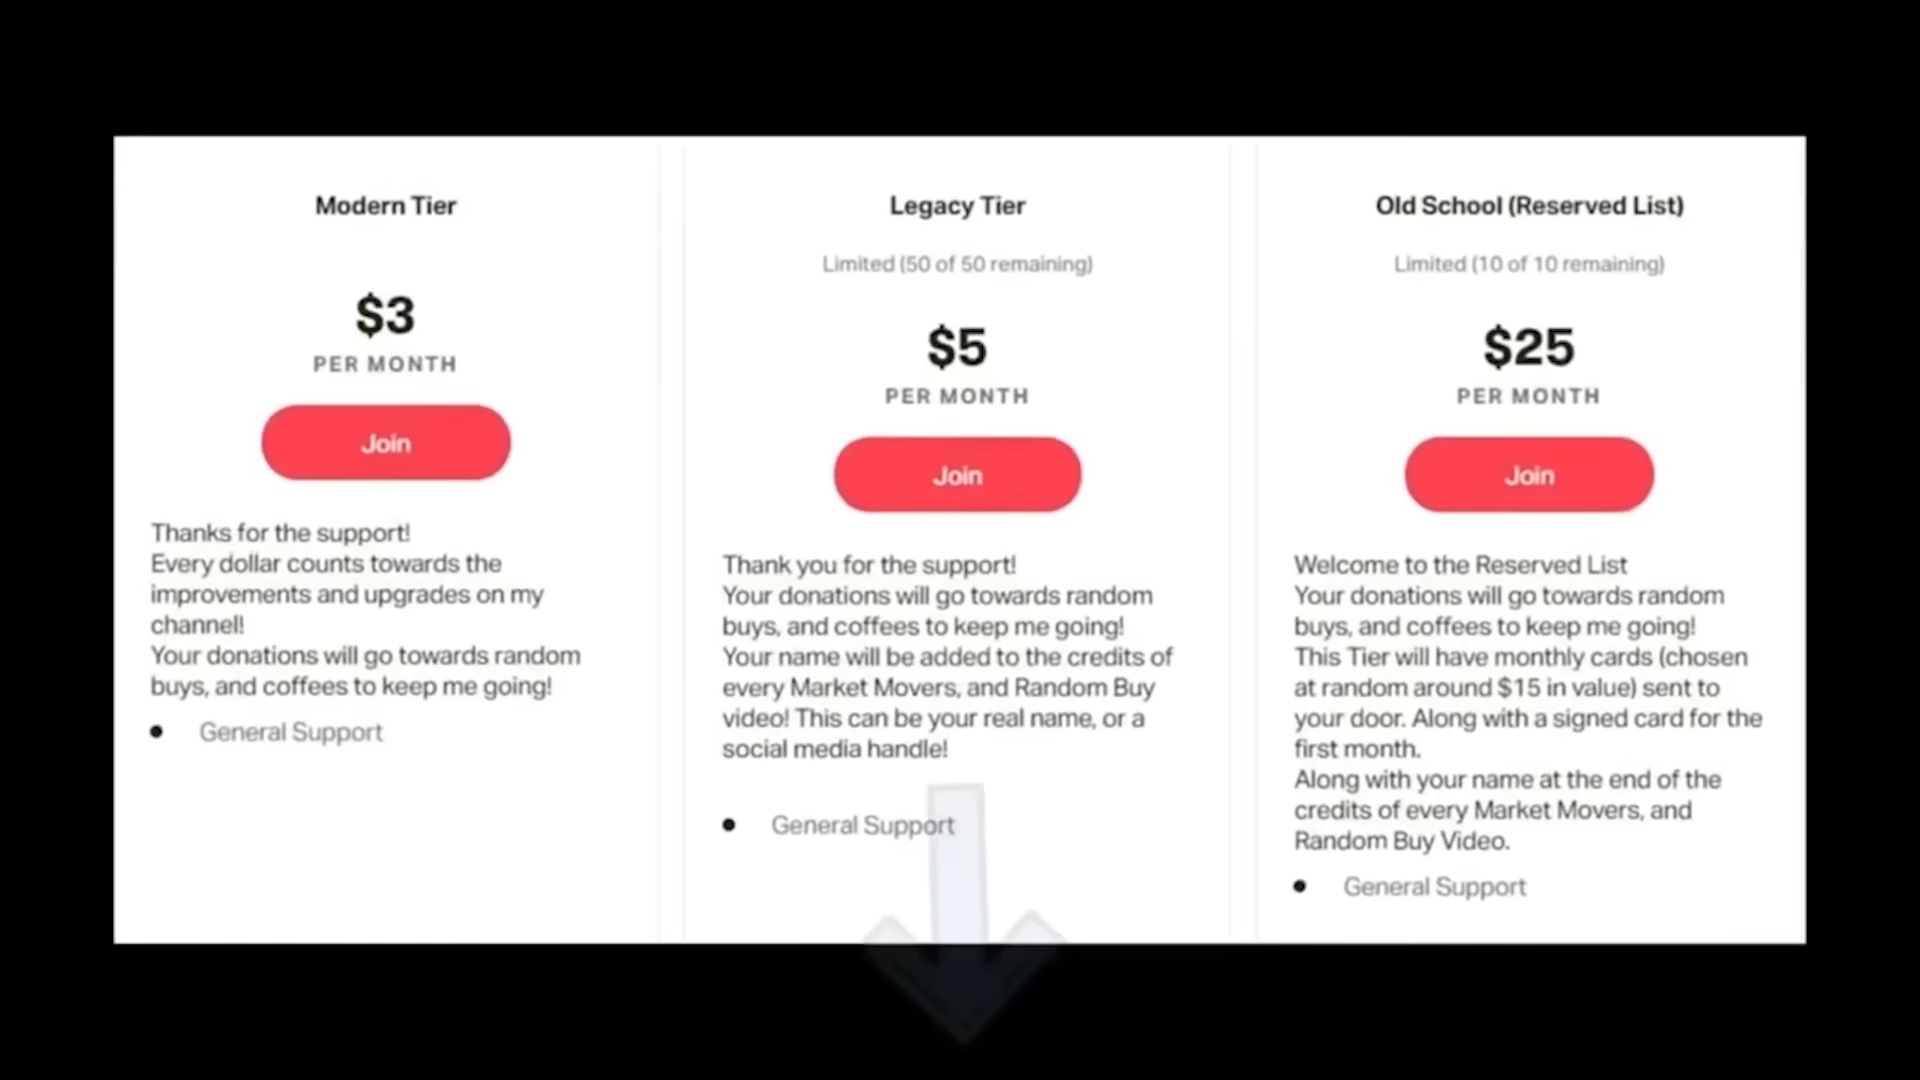 Modern Tier
$3
PER MONTH
Join
Thanks for the support!
Every dollar counts towards the
improvements and upgrades on my
channel!
Your donations will go towards random
buys, and coffees to keep me going!
General Support
Legacy Tier
Limited (50 of 50 remaining)
$5
PER MONTH
Join
Thank you for the support!
Your donations will go towards random
buys, and coffees to keep me going!
Your name will be added to the credits of
every Market Movers, and Random Buy
video! This can be your real name, or a
social media handle!
General Support
Old School (Reserved List)
Limited (10 of 10 remaining)
$25
PER MONTH
Join
Welcome to the Reserved List
Your donations will go towards random
buys, and coffees to keep me going!
This Tier will have monthly cards (chosen
at random around $15 in value) sent to
your door. Along with a signed card for the
first month.
Along with your name at the end of the
credits of every Market Movers, and
Random Buy Video.
General Support